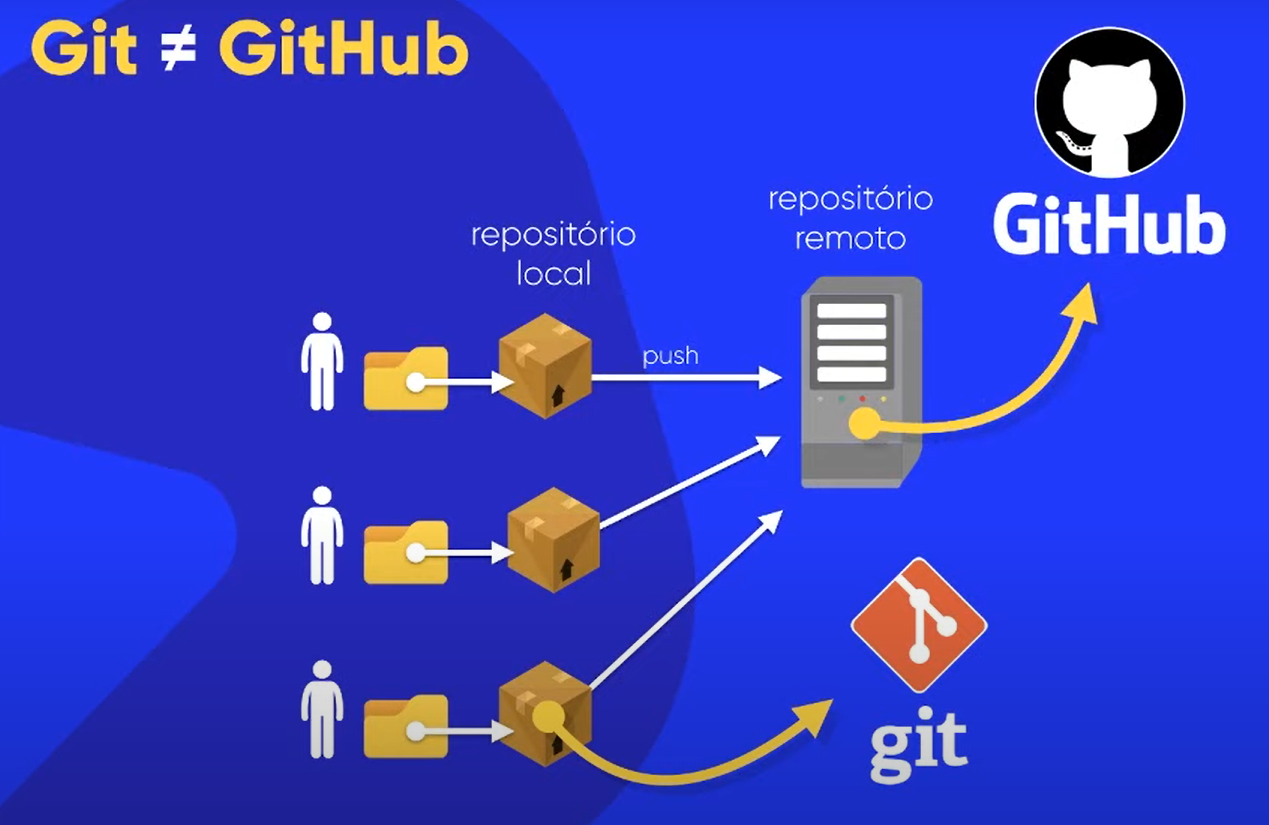 Git ≠ GitHub
GitHub
repositório
remoto
repositório
local
push
git